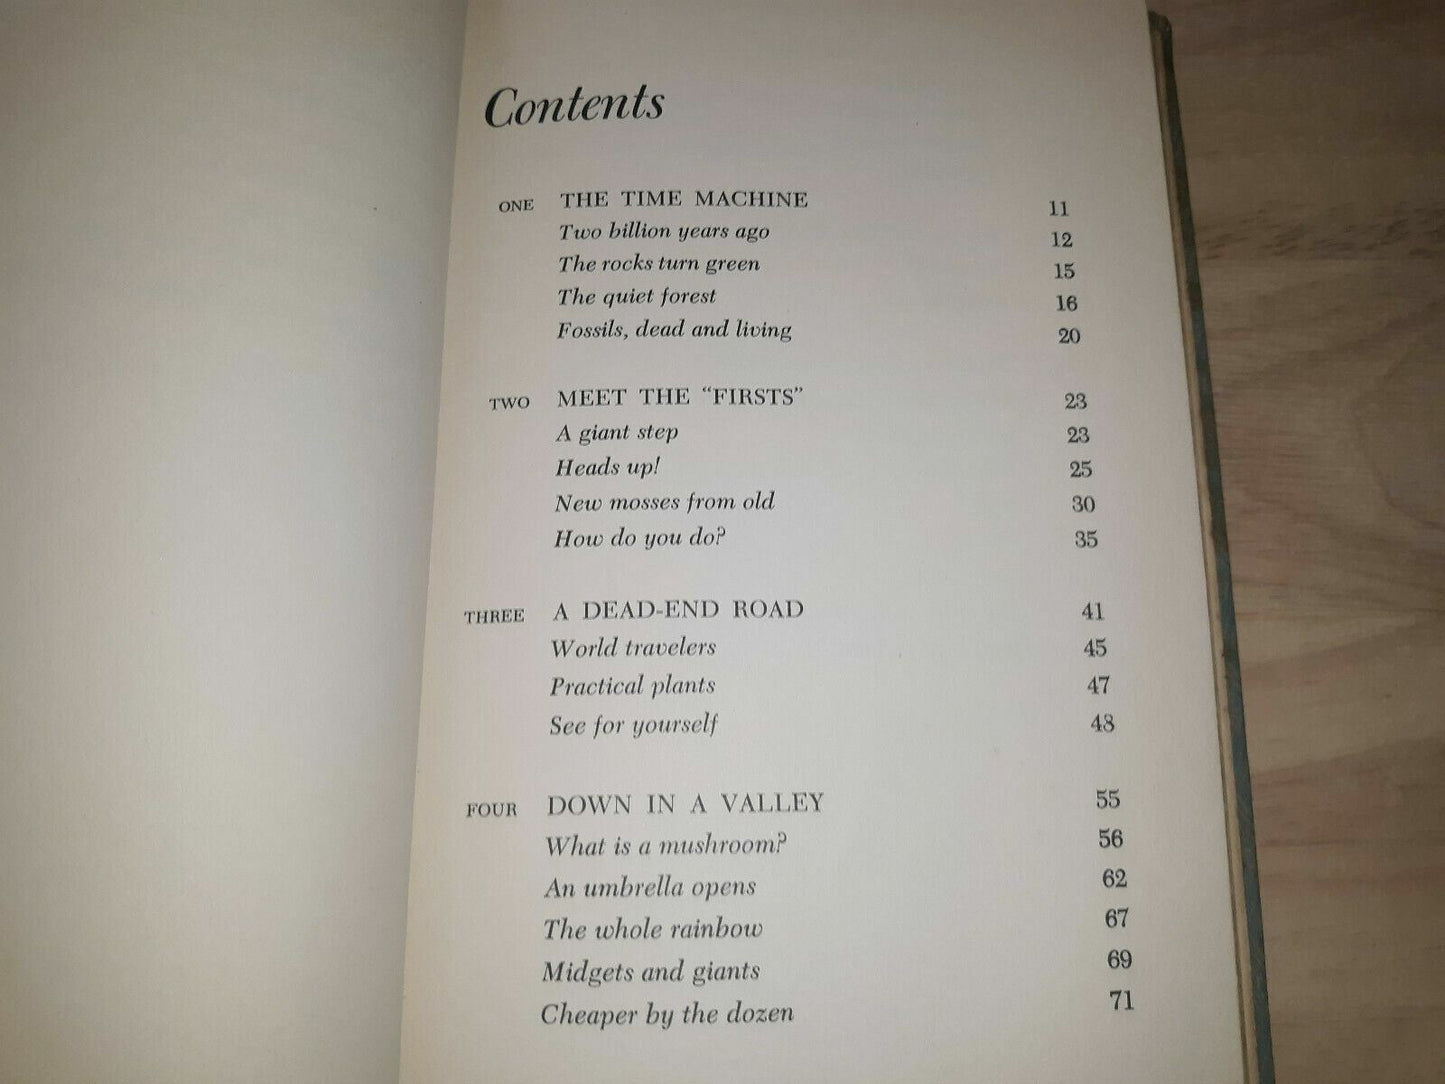 Contents
ONE THE TIME MACHINE 11
Two billion years ago 12
The rocks turn green 15
The quiet forest 16
Fossils, dead and living 20
TWO MEET THE “FIRSTS” 23
A giant step 23
Heads up! 25
New mosses from old 30
How do you do? 35
THREE A DEAD-END ROAD 41
World travelers 45
Practical plants 47
See for yourself 48
FOUR DOWN IN A VALLEY 55
What is a mushroom? 56
An umbrella opens 62
The whole rainbow 67
Midgets and giants 69
Cheaper by the dozen 71